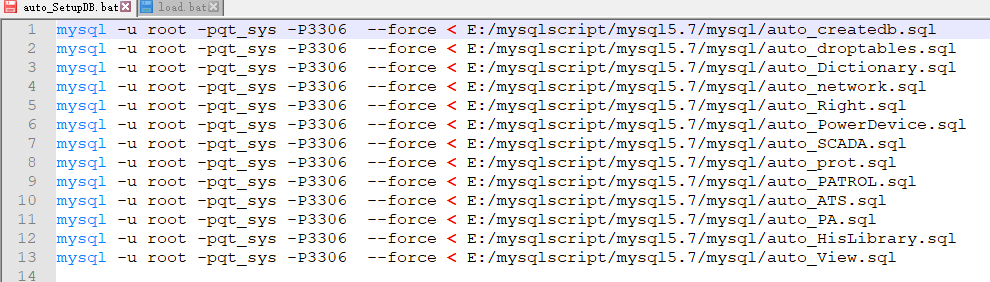 auto_SetupDB.bat load.bat
1 mysql -u root -pqt_sys -P3306  --force < E:/mysqlscript/mysql5.7/mysql/auto_createdb.sql
2 mysql -u root -pqt_sys -P3306  --force < E:/mysqlscript/mysql5.7/mysql/auto_droptables.sql
3 mysql -u root -pqt_sys -P3306  --force < E:/mysqlscript/mysql5.7/mysql/auto_Dictionary.sql
4 mysql -u root -pqt_sys -P3306  --force < E:/mysqlscript/mysql5.7/mysql/auto_network.sql
5 mysql -u root -pqt_sys -P3306  --force < E:/mysqlscript/mysql5.7/mysql/auto_Right.sql
6 mysql -u root -pqt_sys -P3306  --force < E:/mysqlscript/mysql5.7/mysql/auto_PowerDevice.sql
7 mysql -u root -pqt_sys -P3306  --force < E:/mysqlscript/mysql5.7/mysql/auto_SCADA.sql
8 mysql -u root -pqt_sys -P3306  --force < E:/mysqlscript/mysql5.7/mysql/auto_prot.sql
9 mysql -u root -pqt_sys -P3306  --force < E:/mysqlscript/mysql5.7/mysql/auto_PATROL.sql
10 mysql -u root -pqt_sys -P3306  --force < E:/mysqlscript/mysql5.7/mysql/auto_ATS.sql
11 mysql -u root -pqt_sys -P3306  --force < E:/mysqlscript/mysql5.7/mysql/auto_PA.sql
12 mysql -u root -pqt_sys -P3306  --force < E:/mysqlscript/mysql5.7/mysql/auto_HisLibrary.sql
13 mysql -u root -pqt_sys -P3306  --force < E:/mysqlscript/mysql5.7/mysql/auto_View.sql
14